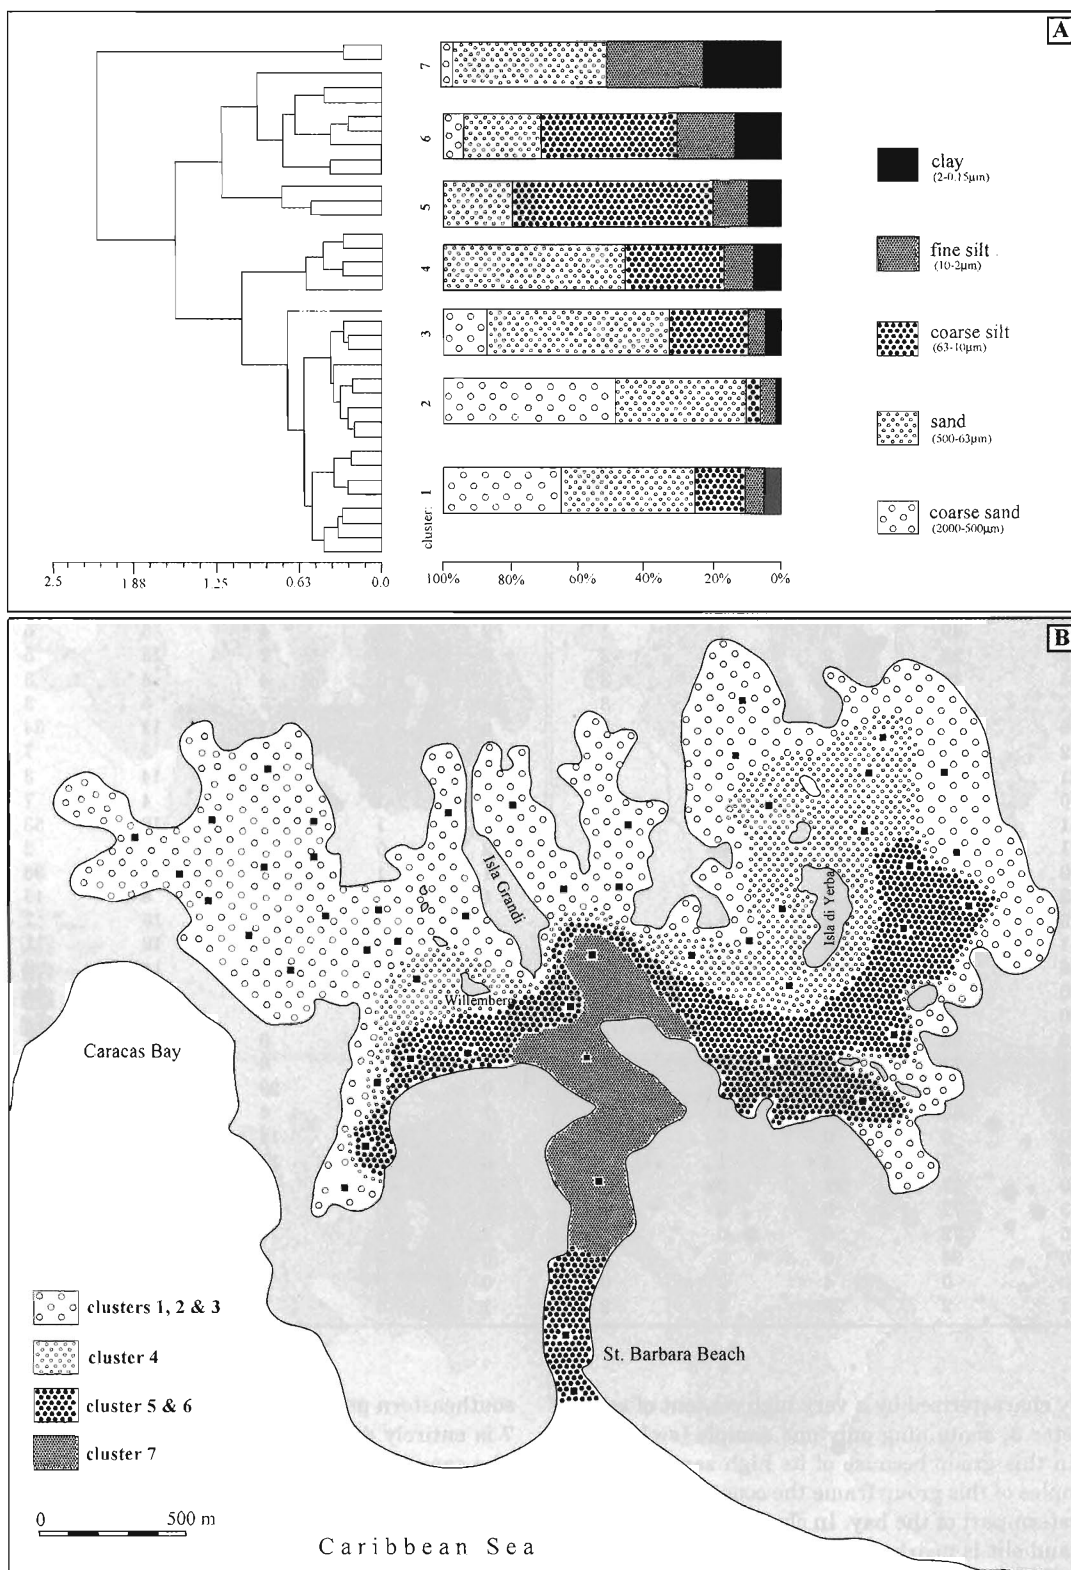 A
7
6
5
4
3
2
cluster: 1
clay
(2-0.15µm)
fine silt
(10-2µm)
coarse silt
(63-10µm)
sand
(500-63µm)
coarse sand
(2000-500µm)
2.5 1.88 1.25 0.63 0.0
100% 80% 60% 40% 20% 0%
B
Isla Grandi
Isla di Yerba
Willemberg
Caracas Bay
clusters 1, 2 & 3
cluster 4
cluster 5 & 6
cluster 7
St. Barbara Beach
0 500 m
Caribbean Sea